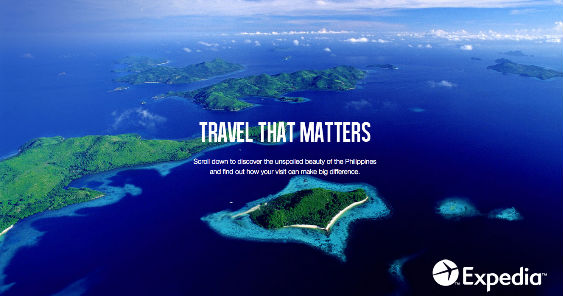 TRAVEL THAT MATTERS
Scroll down to discover the unspoiled beauty of the Philippines
and find out how your visit can make big difference.
Expedia™